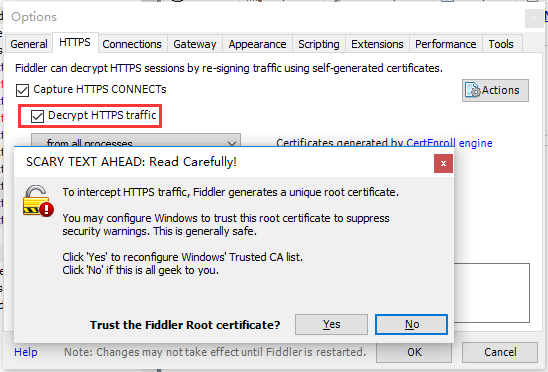 Options
General HTTPS Connections Gateway Appearance Scripting Extensions Performance Tools
Fiddler can decrypt HTTPS sessions by re-signing traffic using self-generated certificates.
Capture HTTPS CONNECTs
Actions
Decrypt HTTPS traffic
from all processes
Certificates generated by CertEnroll engine
SCARY TEXT AHEAD: Read Carefully!
To intercept HTTPS traffic, Fiddler generates a unique root certificate.
You may configure Windows to trust this root certificate to suppress
security warnings. This is generally safe.
Click 'Yes' to reconfigure Windows' Trusted CA list.
Click 'No' if this is all geek to you.
Trust the Fiddler Root certificate? Yes No
Help Note: Changes may not take effect until Fiddler is restarted. OK Cancel